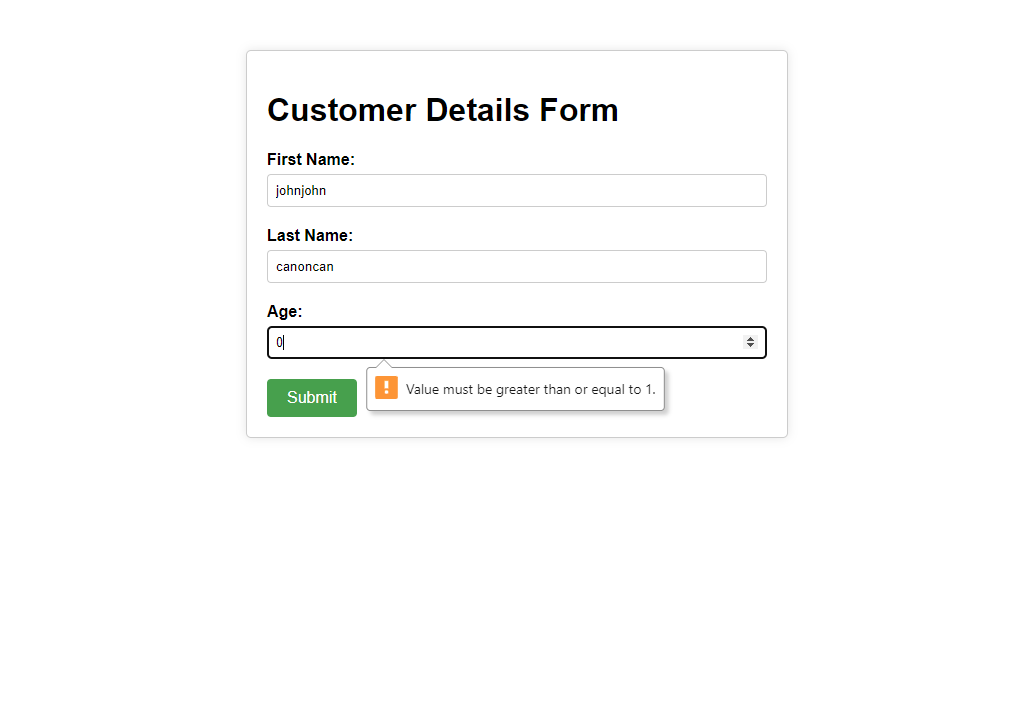 Customer Details Form
First Name:
johnjohn
Last Name:
canoncan
Age:
0
Submit
Value must be greater than or equal to 1.